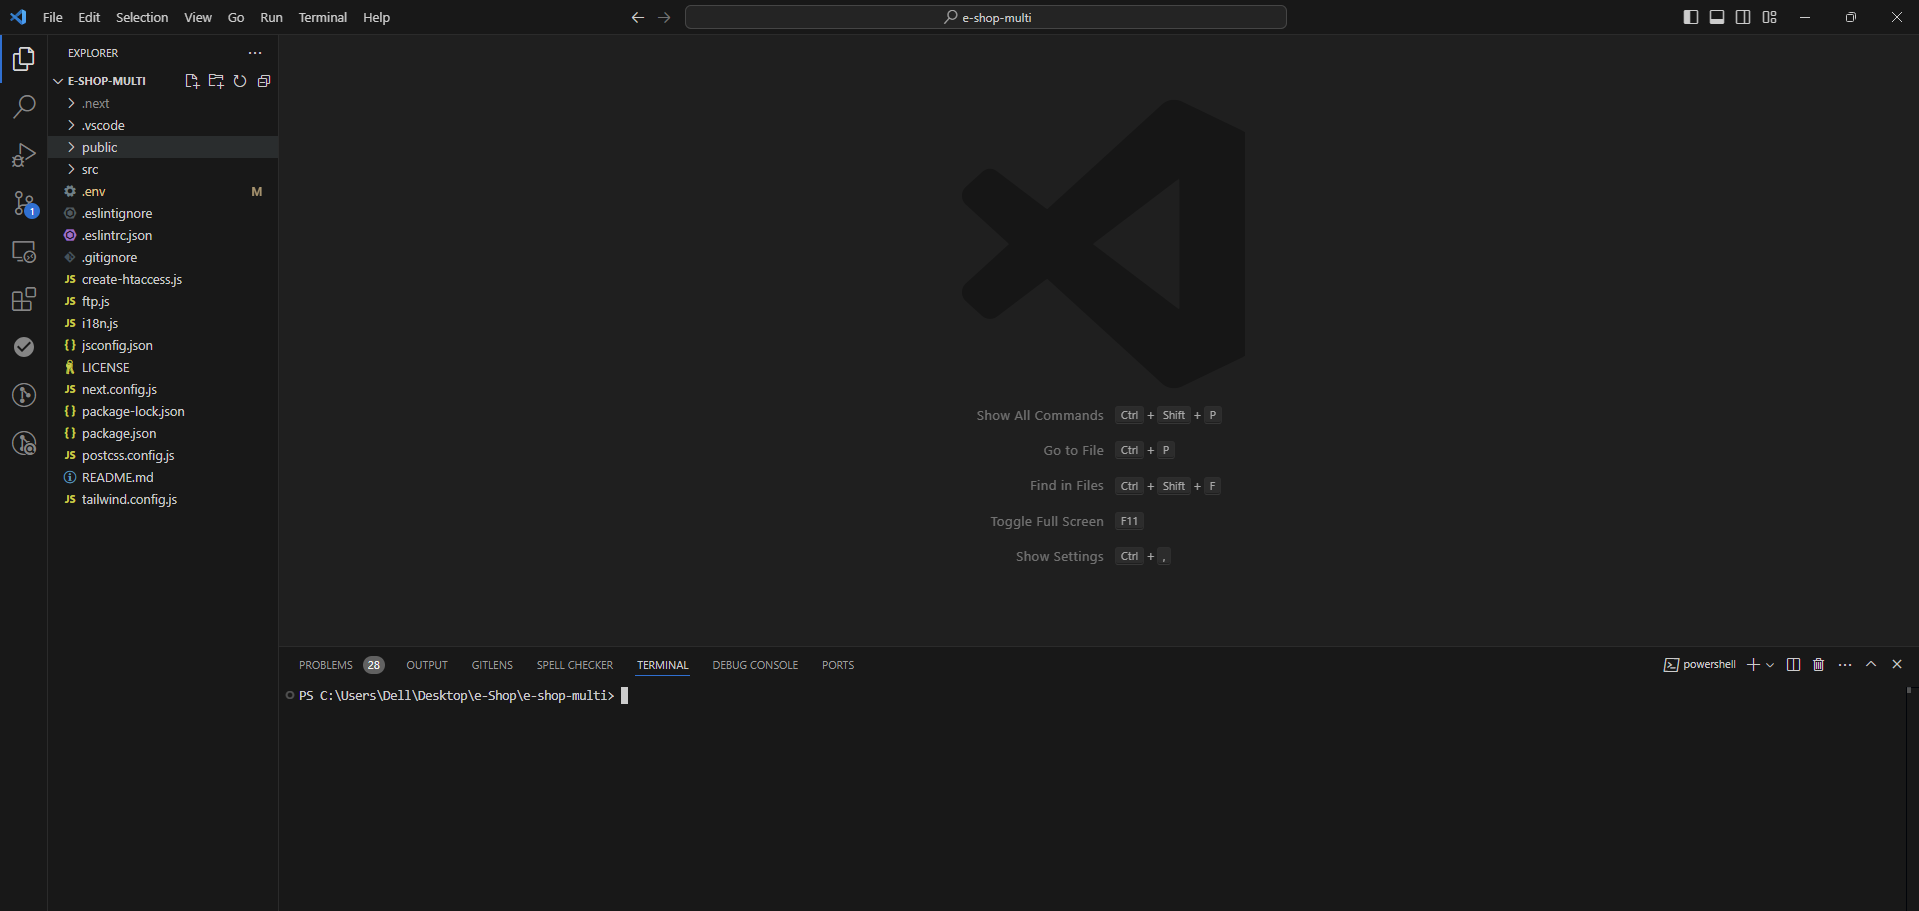 File Edit Selection View Go Run Terminal Help
e-shop-multi
EXPLORER
E-SHOP-MULTI
.next
.vscode
public
src
.env M
.eslintignore
.eslintrc.json
.gitignore
JS create-htaccess.js
JS ftp.js
JS i18n.js
{} jsconfig.json
LICENSE
JS next.config.js
{} package-lock.json
{} package.json
JS postcss.config.js
README.md
JS tailwind.config.js
1
Show All Commands Ctrl + Shift + P
Go to File Ctrl + P
Find in Files Ctrl + Shift + F
Toggle Full Screen F11
Show Settings Ctrl + ,
PROBLEMS 28 OUTPUT GITLENS SPELL CHECKER TERMINAL DEBUG CONSOLE PORTS
powershell
PS C:\Users\Dell\Desktop\e-Shop\e-shop-multi>